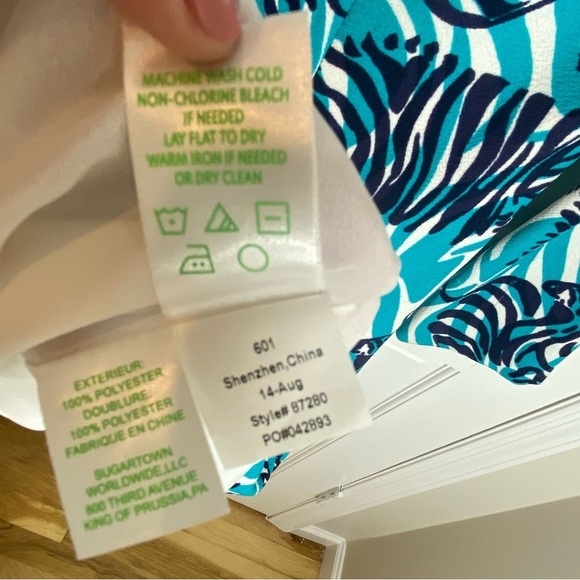 MACHINE WASH COLD
NON-CHLORINE BLEACH
IF NEEDED
LAY FLAT TO DRY
WARM IRON IF NEEDED
OR DRY CLEAN
EXTERIEUR:
100% POLYESTER
DOUBLURE:
100% POLYESTER
FABRIQUE EN CHINE
SUGARTOWN
WORLDWIDE,LLC
800 THIRD AVENUE
KING OF PRUSSIA,PA
601
Shenzhen,China
14-Aug
Style# 87280
PO#042893